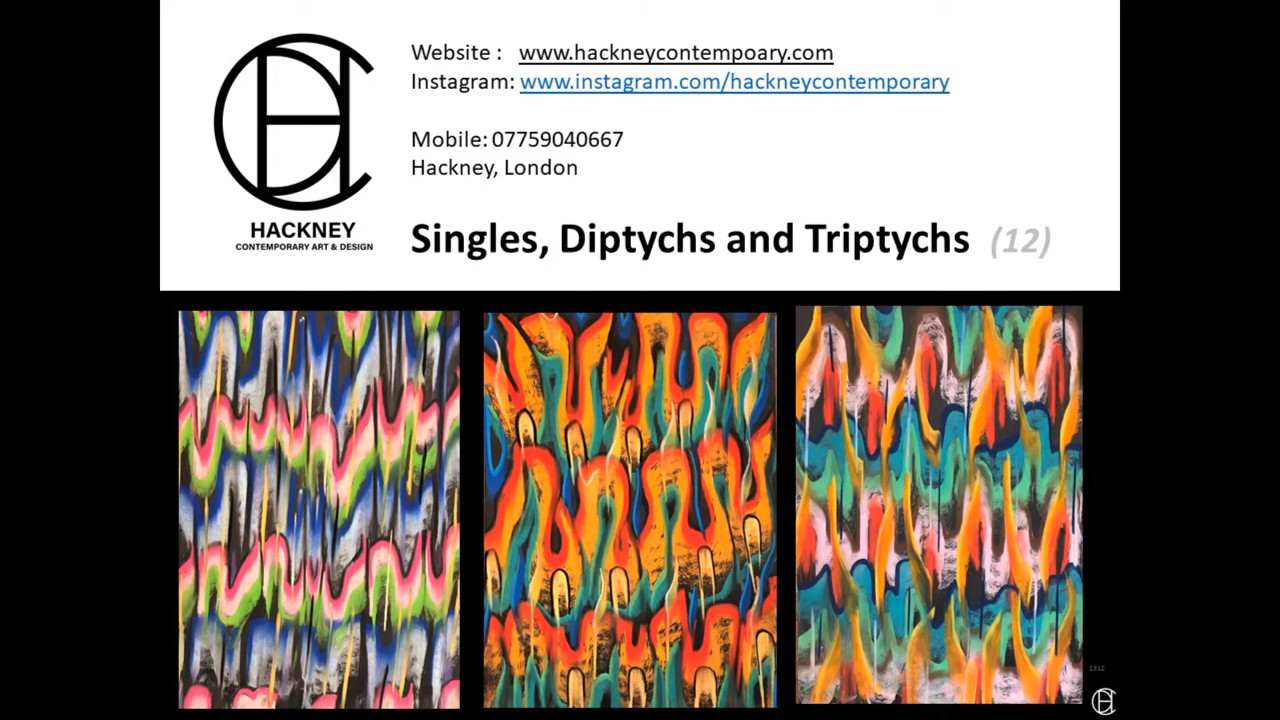 Website : www.hackneycontempoary.com
Instagram: www.instagram.com/hackneycontemporary
Mobile: 07759040667
Hackney, London
HACKNEY
CONTEMPORARY ART & DESIGN
Singles, Diptychs and Triptychs (12)
1312